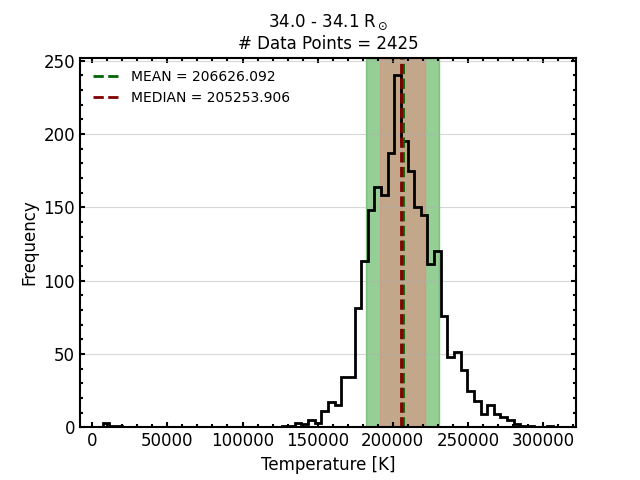 34.0 - 34.1 R⊙
# Data Points = 2425
MEAN = 206626.092
MEDIAN = 205253.906
250
200
150
100
50
0
Frequency
0 50000 100000 150000 200000 250000 300000
Temperature [K]